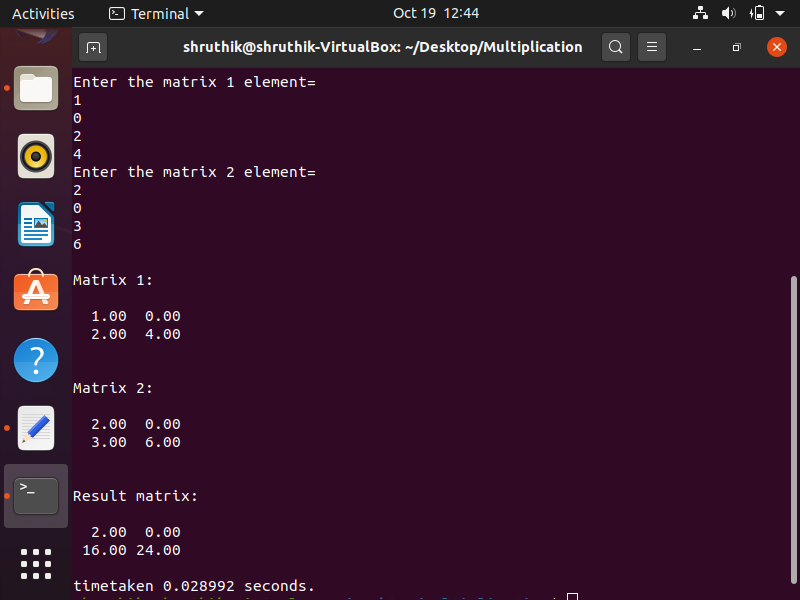 Activities Terminal Oct 19 12:44
shruthik@shruthik-VirtualBox: ~/Desktop/Multiplication
Enter the matrix 1 element=
1
0
2
4
Enter the matrix 2 element=
2
0
3
6
Matrix 1:
1.00 0.00
2.00 4.00
Matrix 2:
2.00 0.00
3.00 6.00
Result matrix:
2.00 0.00
16.00 24.00
timetaken 0.028992 seconds.